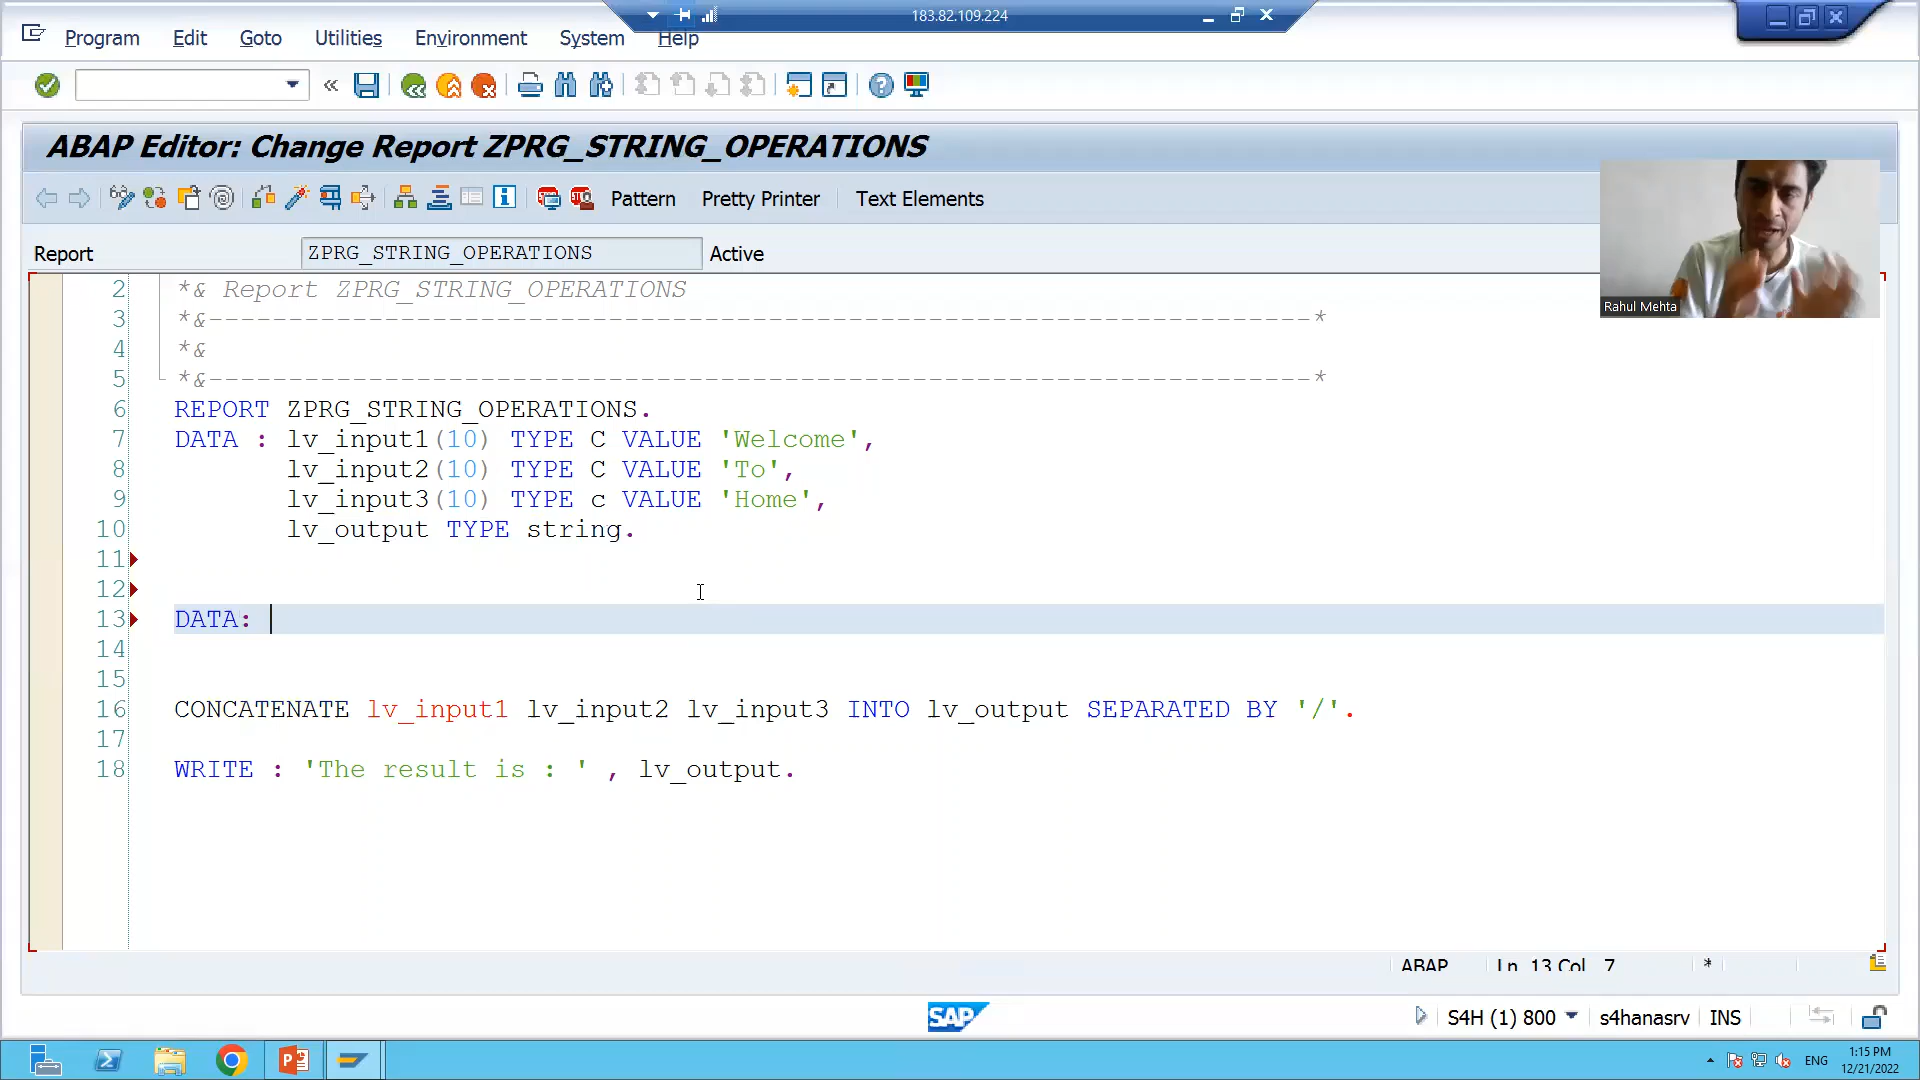 183.82.109.224
Program Edit Goto Utilities Environment System Help
ABAP Editor: Change Report ZPRG_STRING_OPERATIONS
Pattern Pretty Printer Text Elements
Report ZPRG_STRING_OPERATIONS Active
Rahul Mehta
2 *& Report ZPRG_STRING_OPERATIONS
3 *&---------------------------------------------------------------------*
4 *&
5 *&---------------------------------------------------------------------*
6 REPORT ZPRG_STRING_OPERATIONS.
7 DATA : lv_input1(10) TYPE C VALUE 'Welcome',
8 lv_input2(10) TYPE C VALUE 'To',
9 lv_input3(10) TYPE c VALUE 'Home',
10 lv_output TYPE string.
11
12
13 DATA:
14
15
16 CONCATENATE lv_input1 lv_input2 lv_input3 INTO lv_output SEPARATED BY '/'.
17
18 WRITE : 'The result is : ' , lv_output.
ABAP Ln 13 Col 7 *
SAP
S4H (1) 800 s4hanasrv INS
ENG
1:15 PM
12/21/2022